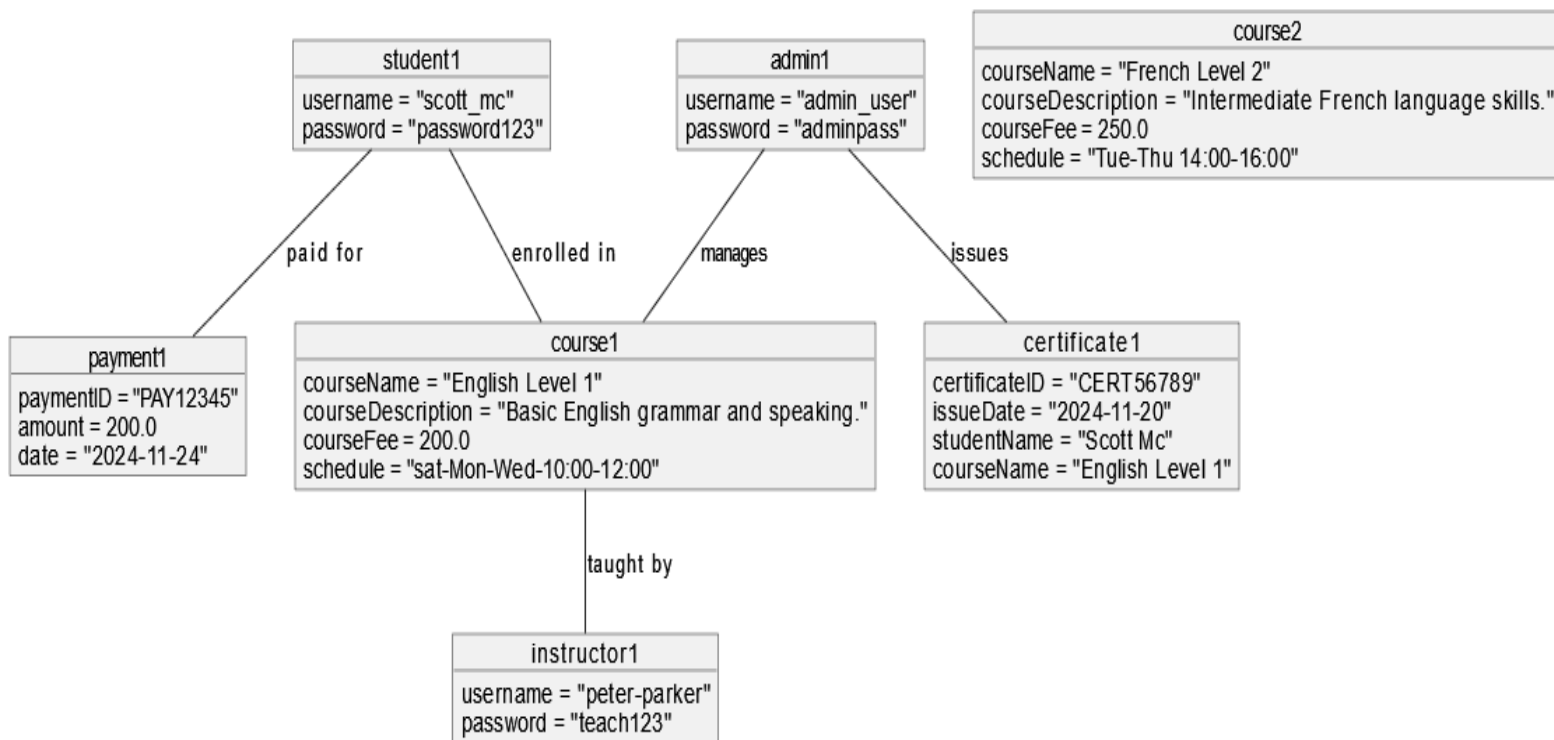 student1
username = "scott_mc"
password = "password123"
admin1
username = "admin_user"
password = "adminpass"
course2
courseName = "French Level 2"
courseDescription = "Intermediate French language skills."
courseFee = 250.0
schedule = "Tue-Thu 14:00-16:00"
paid for
enrolled in
manages
issues
payment1
paymentID = "PAY12345"
amount = 200.0
date = "2024-11-24"
course1
courseName = "English Level 1"
courseDescription = "Basic English grammar and speaking."
courseFee = 200.0
schedule = "sat-Mon-Wed-10:00-12:00"
certificate1
certificateID = "CERT56789"
issueDate = "2024-11-20"
studentName = "Scott Mc"
courseName = "English Level 1"
taught by
instructor1
username = "peter-parker"
password = "teach123"